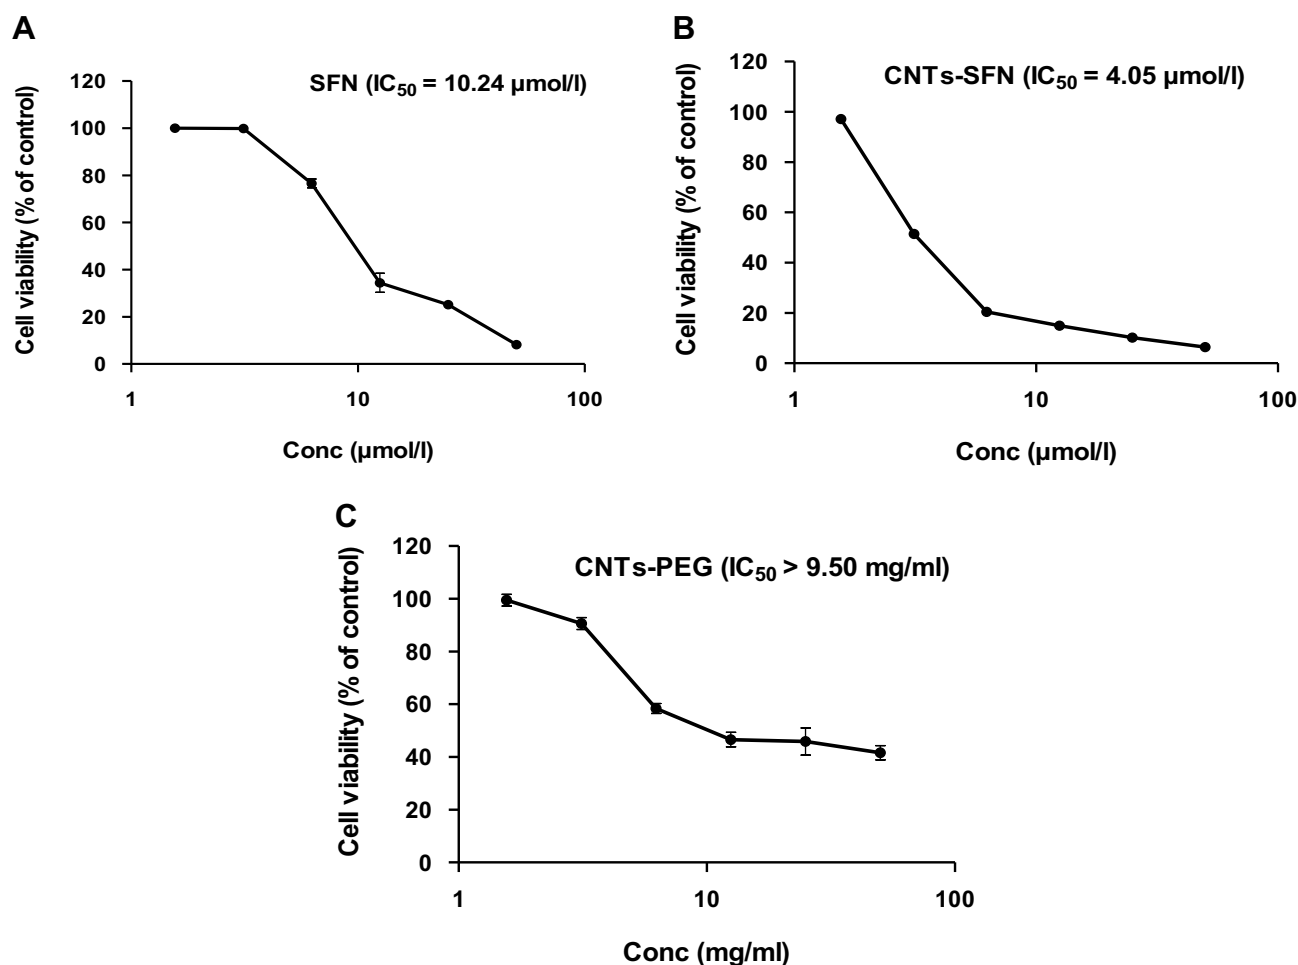 A
SFN (IC50 = 10.24 µmol/l)
Cell viability (% of control)
120
100
80
60
40
20
0
1
10
100
Conc (µmol/l)
B
CNTs-SFN (IC50 = 4.05 µmol/l)
Cell viability (% of control)
120
100
80
60
40
20
0
1
10
100
Conc (µmol/l)
C
CNTs-PEG (IC50 > 9.50 mg/ml)
Cell viability (% of control)
120
100
80
60
40
20
0
1
10
100
Conc (mg/ml)